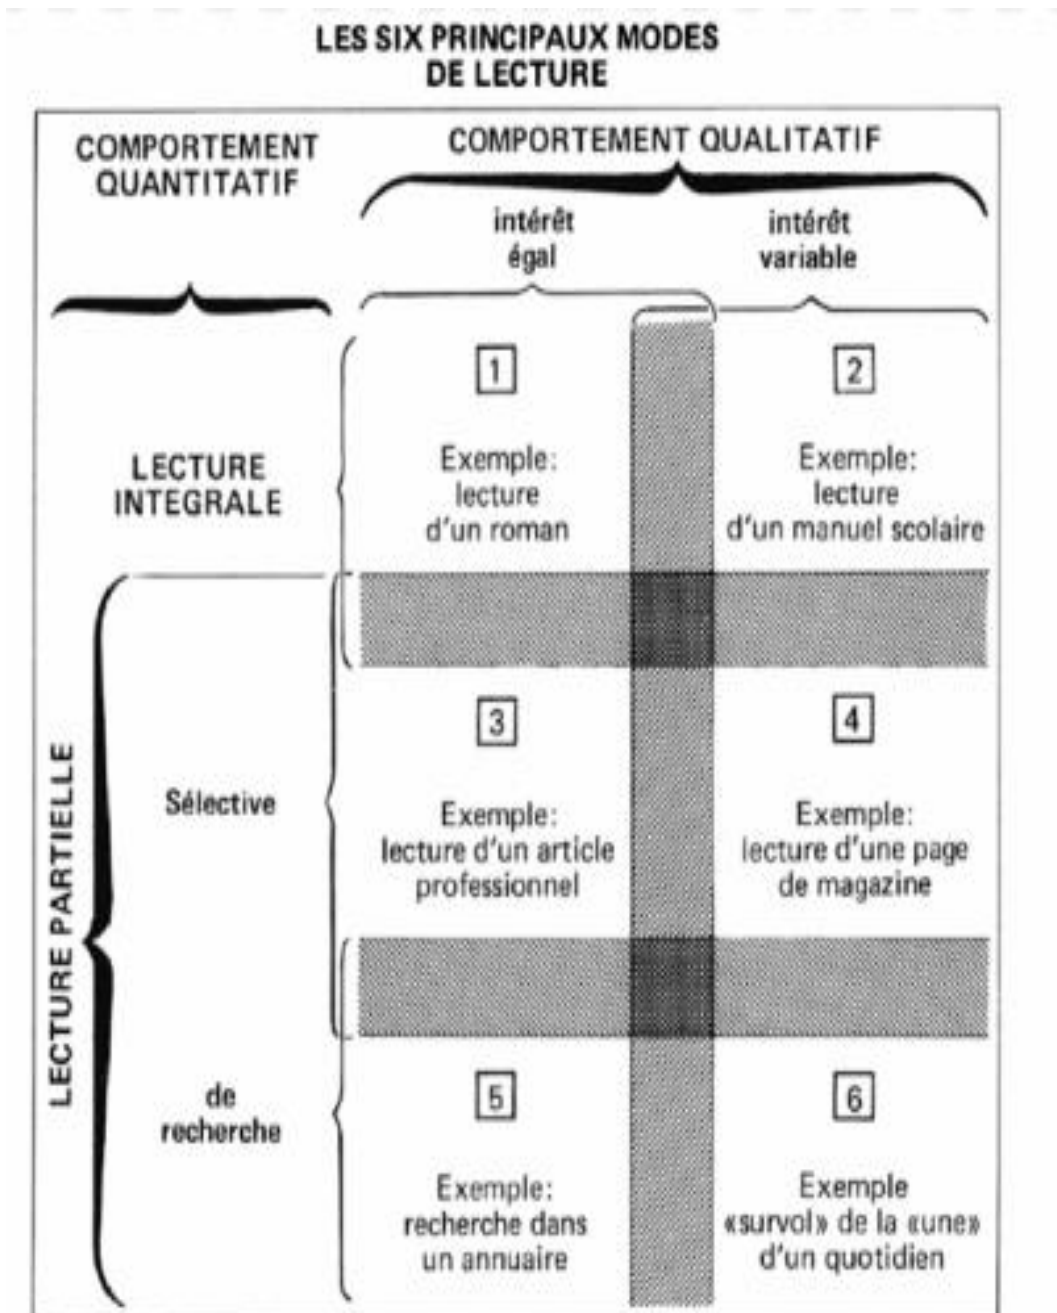 LES SIX PRINCIPAUX MODES
DE LECTURE
COMPORTEMENT
QUANTITATIF
COMPORTEMENT QUALITATIF
intérêt
égal
intérêt
variable
LECTURE
INTEGRALE
1
Exemple:
lecture
d'un roman
2
Exemple:
lecture
d'un manuel scolaire
LECTURE PARTIELLE
Sélective
3
Exemple:
lecture d'un article
professionnel
4
Exemple:
lecture d'une page
de magazine
de
recherche
5
Exemple:
recherche dans
un annuaire
6
Exemple
«survol» de la «une»
d'un quotidien